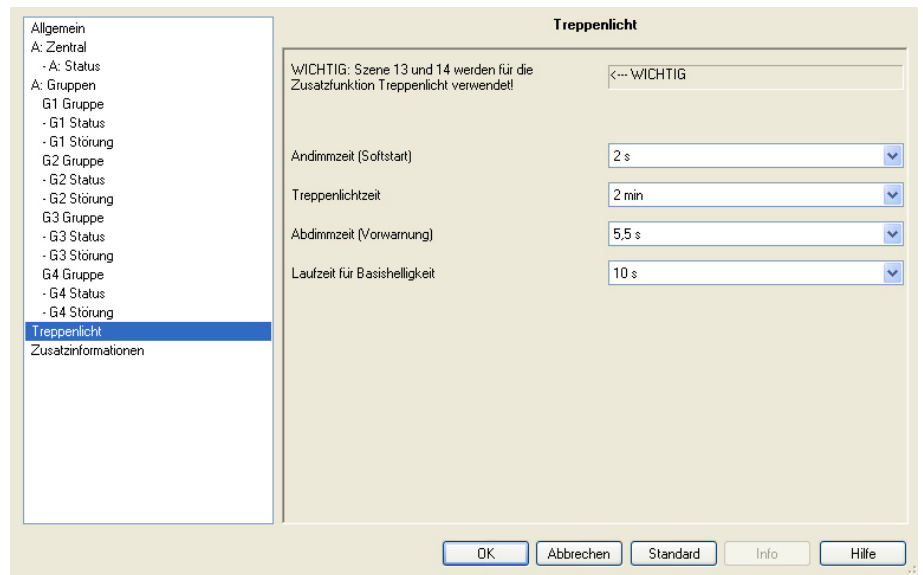 Allgemein
A: Zentral
- A: Status
A: Gruppen
G1 Gruppe
- G1 Status
- G1 Störung
G2 Gruppe
- G2 Status
- G2 Störung
G3 Gruppe
- G3 Status
- G3 Störung
G4 Gruppe
- G4 Status
- G4 Störung
Treppenlicht
Zusatzinformationen
Treppenlicht
WICHTIG: Szene 13 und 14 werden für die
Zusatzfunktion Treppenlicht verwendet!
<--- WICHTIG
Andimmzeit (Softstart)
2 s
Treppenlichtzeit
2 min
Abdimmzeit (Vorwarnung)
5,5 s
Laufzeit für Basishelligkeit
10 s
OK
Abbrechen
Standard
Info
Hilfe